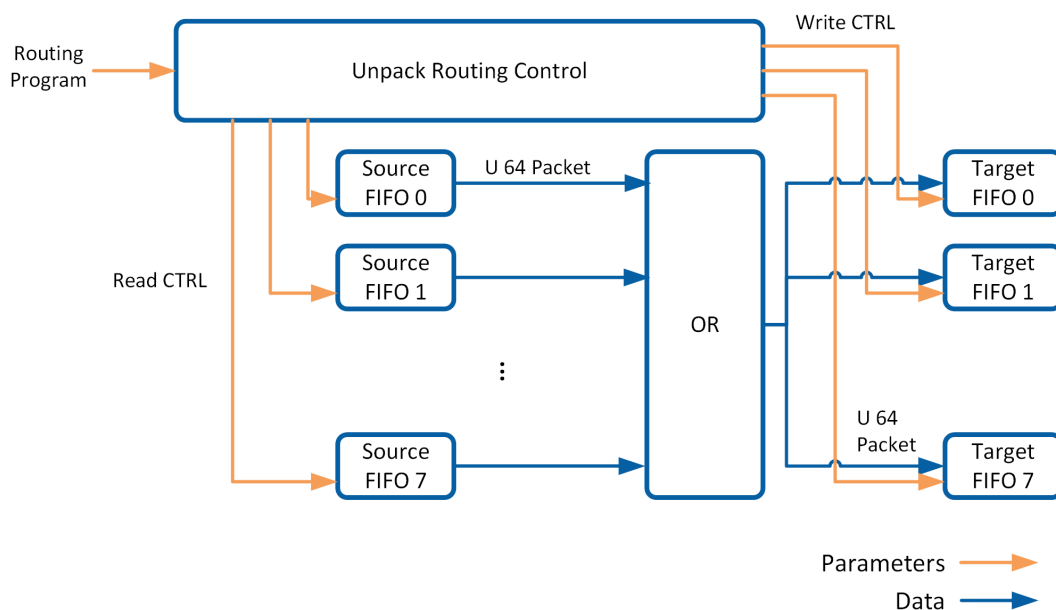 Routing
Program
Unpack Routing Control
Write CTRL
Source
FIFO 0
U 64 Packet
Target
FIFO 0
Read CTRL
Source
FIFO 1
OR
Target
FIFO 1
...
Source
FIFO 7
U 64
Packet
Target
FIFO 7
Parameters
Data